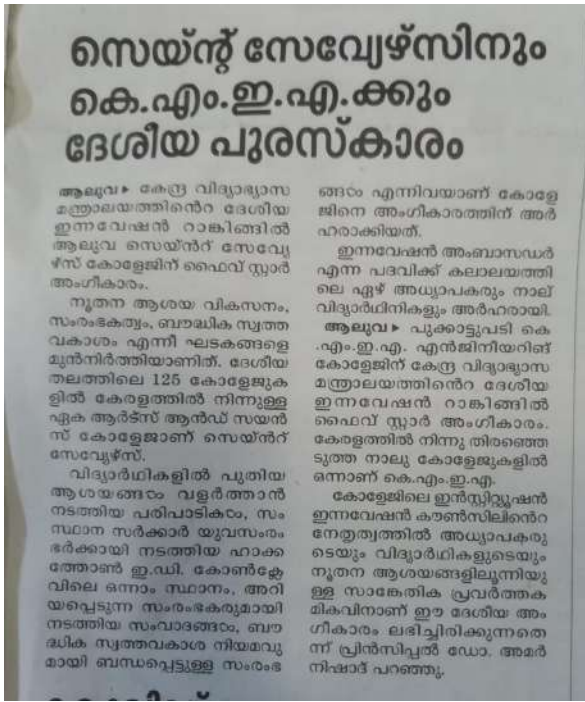 സെയ്ന്റ് സേവ്യേഴ്സിനും
കെ.എം.ഇ.എ.ക്കും
ദേശീയ പുരസ്കാരം
ആലുവ ▸ കേന്ദ്ര വിദ്യാഭ്യാസ
മന്ത്രാലയത്തിന്റെ ദേശീയ
ഇന്നവേഷൻ റാങ്കിങ്ങിൽ
ആലുവ സെയ്ന്റ് സേവ്യേ
ഴ്സ് കോളേജിന് ഫൈവ് സ്റ്റാർ
അംഗീകാരം.
നൂതന ആശയ വികസനം,
സംരംഭകത്വം, ബൗദ്ധിക സ്വത്ത
വകാശം എന്നീ ഘടകങ്ങളെ
മുൻനിർത്തിയാണിത്. ദേശീയ
തലത്തിലെ 125 കോളേജുക
ളിൽ കേരളത്തിൽ നിന്നുള്ള
ഏക ആർട്സ് ആൻഡ് സയൻ
സ് കോളേജാണ് സെയ്ന്റ്
സേവ്യേഴ്സ്.
വിദ്യാർഥികളിൽ പുതിയ
ആശയങ്ങൾ വളർത്താൻ
നടത്തിയ പരിപാടികൾ, സം
സ്ഥാന സർക്കാർ യുവസംരം
ഭർക്കായി നടത്തിയ ഹാക്ക
ത്തോൺ ഇ.ഡി. കോൺക്ലേ
വിലെ ഒന്നാം സ്ഥാനം, അറി
യപ്പെടുന്ന സംരംഭകരുമായി
നടത്തിയ സംവാദങ്ങൾ, ബൗ
ദ്ധിക സ്വത്തവകാശ നിയമവു
മായി ബന്ധപ്പെട്ടുള്ള സംരംഭ
ങ്ങൾ എന്നിവയാണ് കോളേ
ജിനെ അംഗീകാരത്തിന് അർ
ഹരാക്കിയത്.
ഇന്നവേഷൻ അംബാസഡർ
എന്ന പദവിക്ക് കലാലയത്തി
ലെ ഏഴ് അധ്യാപകരും നാല്
വിദ്യാർഥിനികളും അർഹരായി.
ആലുവ ▸ പുക്കാട്ടുപടി കെ
.എം.ഇ.എ. എൻജിനീയറിങ്
കോളേജിന് കേന്ദ്ര വിദ്യാഭ്യാസ
മന്ത്രാലയത്തിന്റെ ദേശീയ
ഇന്നവേഷൻ റാങ്കിങ്ങിൽ
ഫൈവ് സ്റ്റാർ അംഗീകാരം.
കേരളത്തിൽ നിന്നു തിരഞ്ഞെ
ടുത്ത നാലു കോളേജുകളിൽ
ഒന്നാണ് കെ.എം.ഇ.എ.
കോളേജിലെ ഇൻസ്റ്റിറ്റ്യൂഷൻ
ഇന്നവേഷൻ കൗൺസിലിന്റെ
നേതൃത്വത്തിൽ അധ്യാപകരു
ടെയും വിദ്യാർഥികളുടെയും
നൂതന ആശയങ്ങളിലൂന്നിയു
ള്ള സാങ്കേതിക പ്രവർത്തക
മികവിനാണ് ഈ ദേശീയ അം
ഗീകാരം ലഭിച്ചിരിക്കുന്നതെ
ന്ന് പ്രിൻസിപ്പൽ ഡോ. അമർ
നിഷാദ് പറഞ്ഞു.